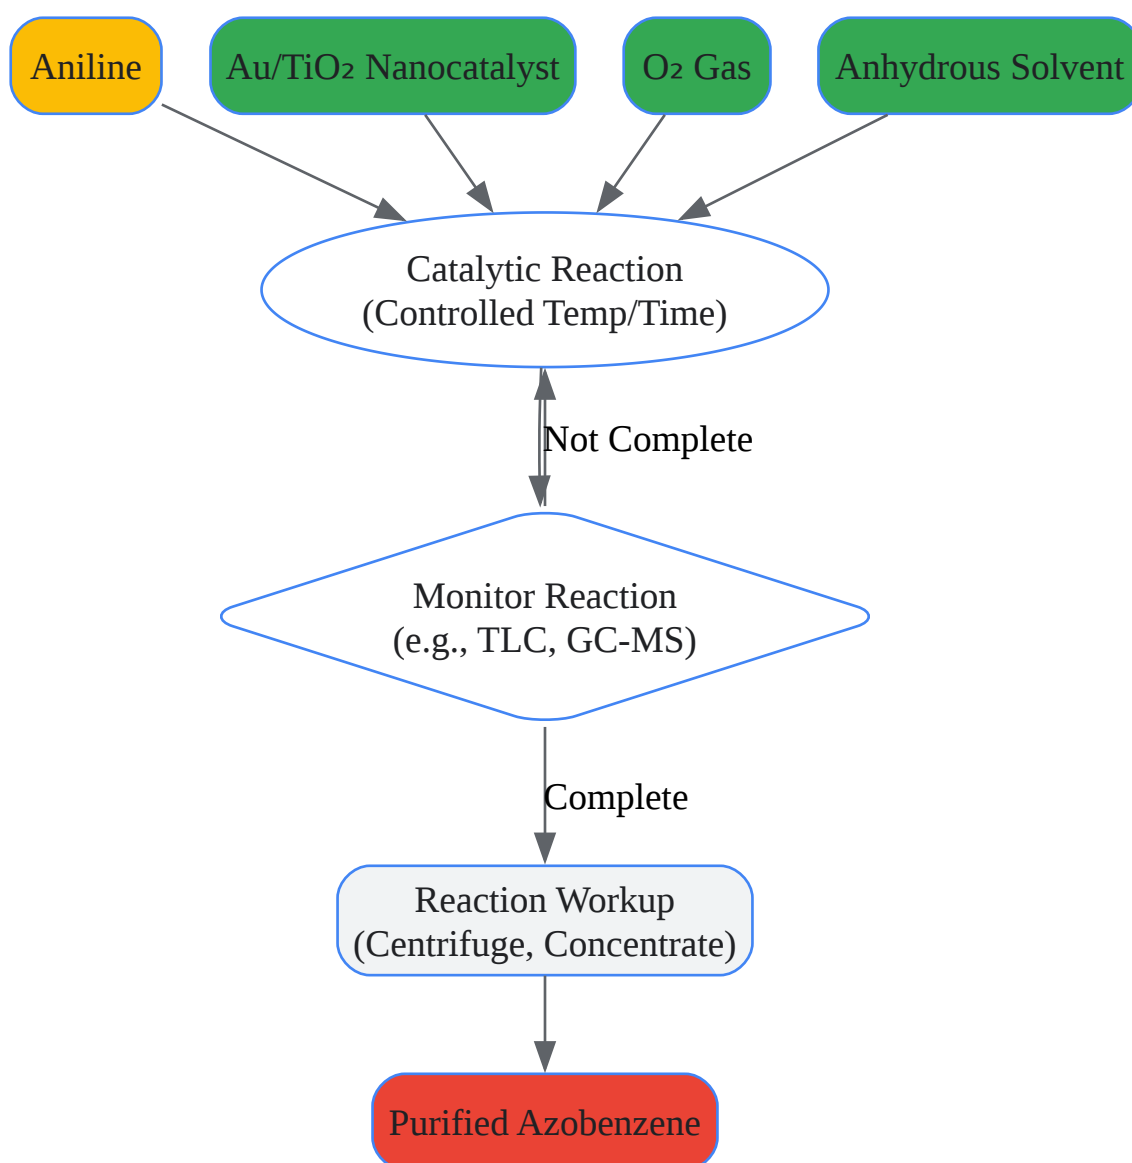 Aniline
Au/TiO₂ Nanocatalyst
O₂ Gas
Anhydrous Solvent
Catalytic Reaction
(Controlled Temp/Time)
Not Complete
Monitor Reaction
(e.g., TLC, GC-MS)
Complete
Reaction Workup
(Centrifuge, Concentrate)
Purified Azobenzene